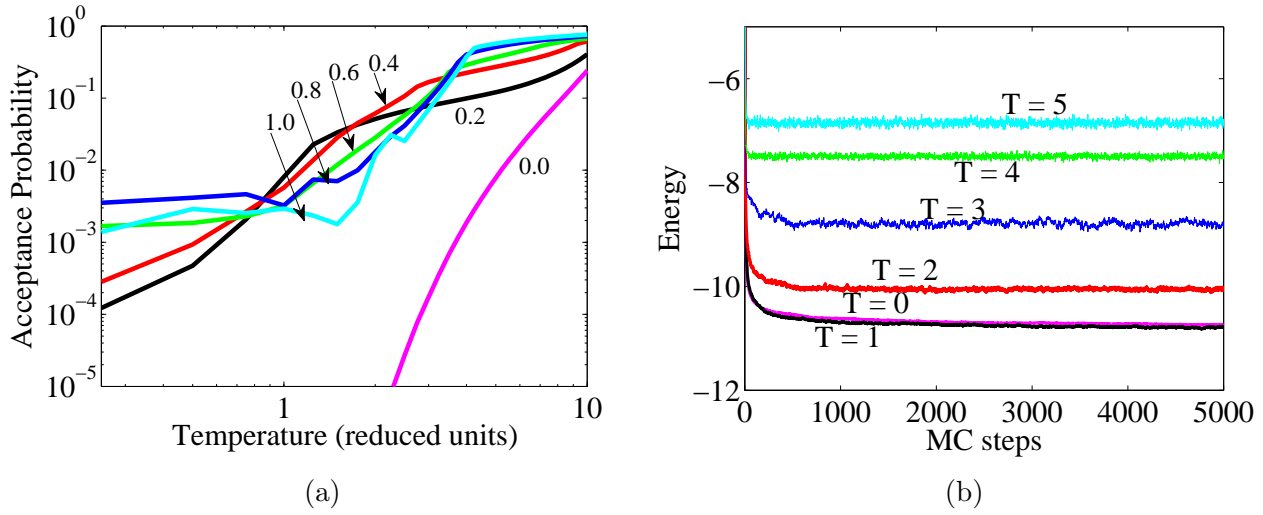 Acceptance Probability
10^0
10^-1
10^-2
10^-3
10^-4
10^-5
0.4
0.6
0.8
1.0
0.2
0.0
1
10
Temperature (reduced units)
(a)
Energy
−6
−8
−10
−12
T = 5
T = 4
T = 3
T = 2
T = 0
T = 1
0 1000 2000 3000 4000 5000
MC steps
(b)